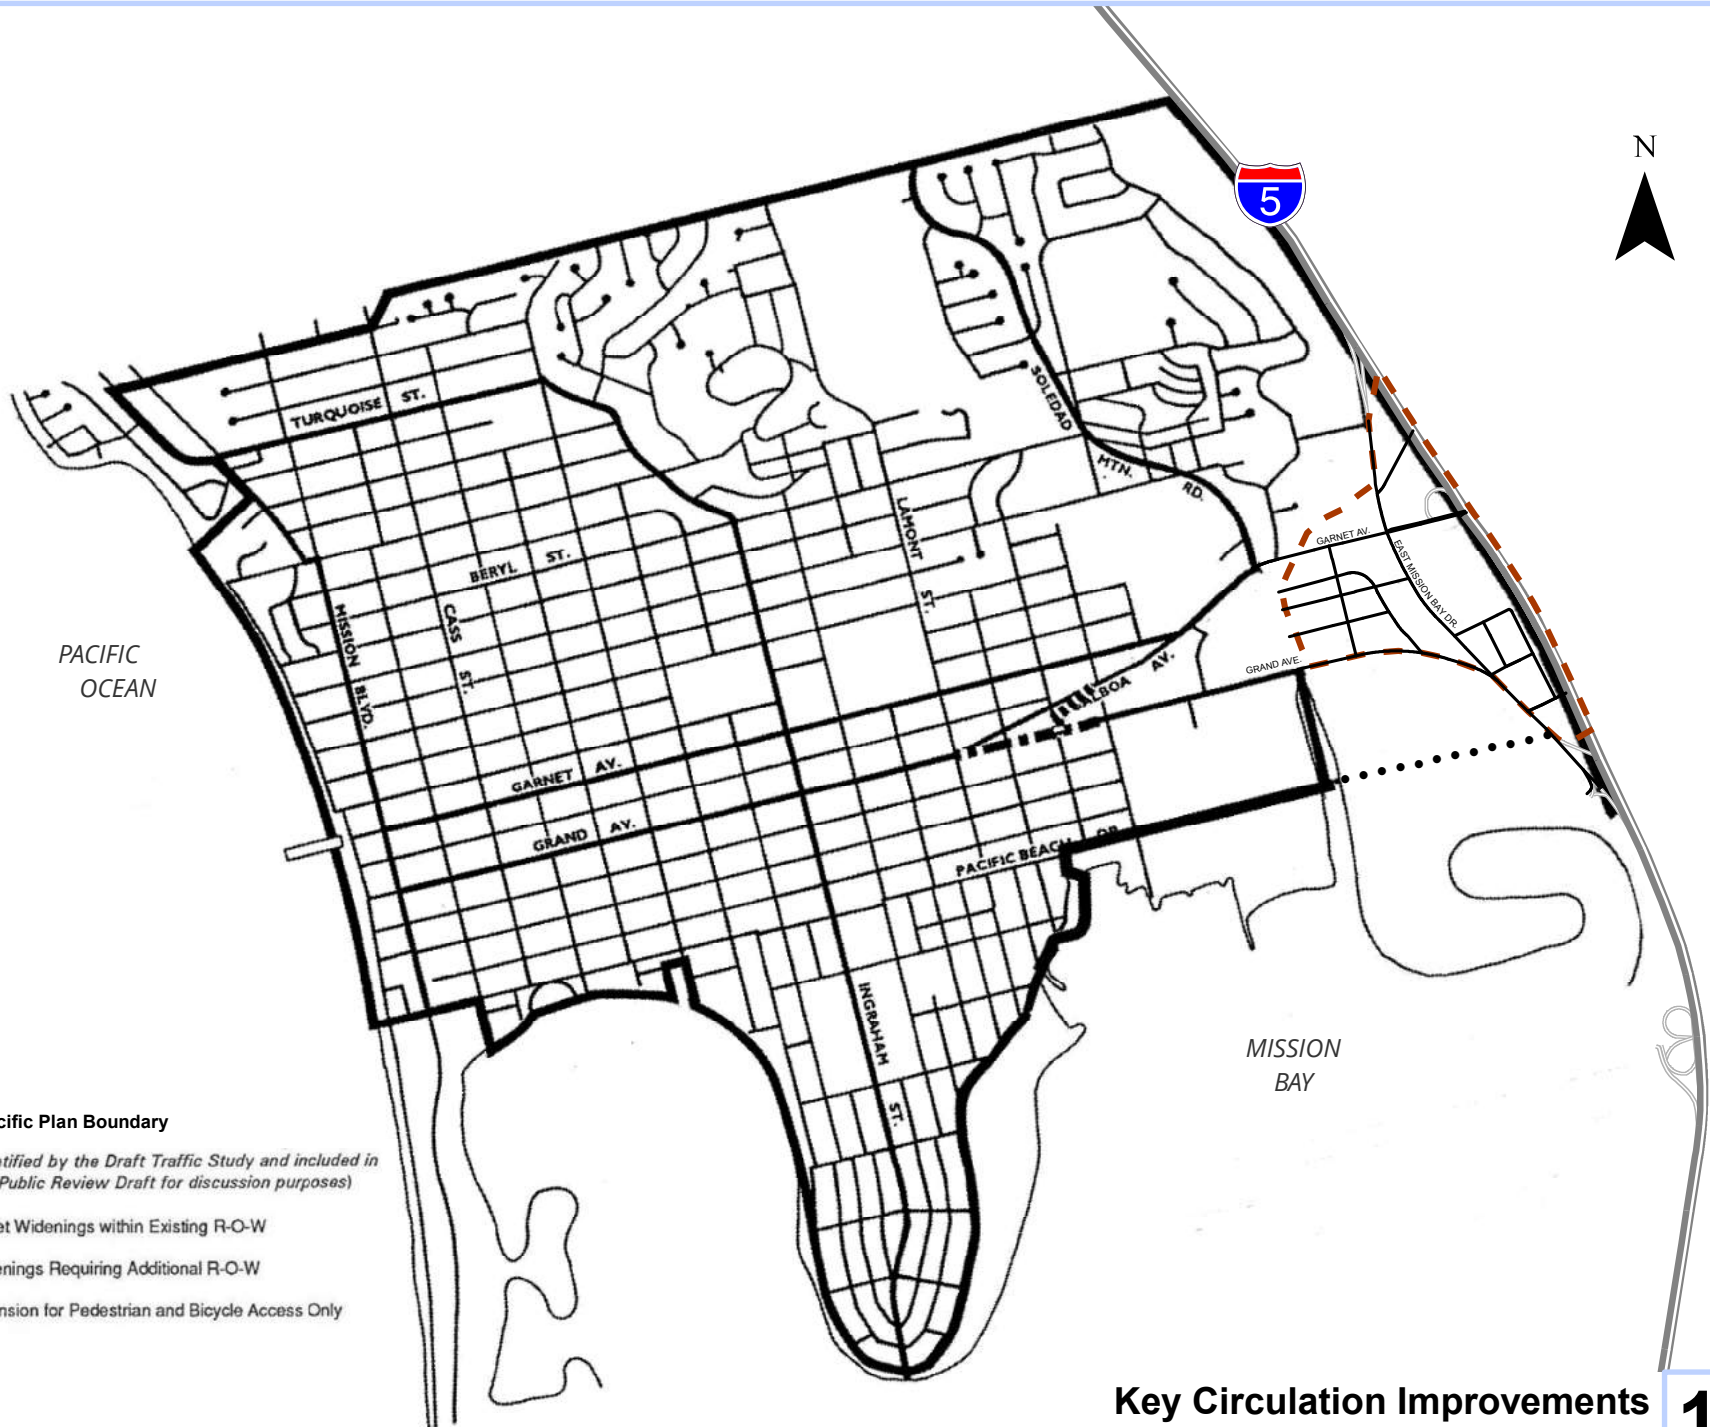 N
5
TURQUOISE ST.
SOLEDAD
MTN.
RD.
LAMONT
ST.
BERYL ST.
GARNET AV.
EAST MISSION BAY DR.
CASS
ST.
MISSION BLVD.
PACIFIC
OCEAN
GRAND AVE.
AV.
GARNET AV.
GRAND AV.
PACIFIC BEACH DR.
INGRAHAM
ST.
MISSION
BAY
cific Plan Boundary
ntified by the Draft Traffic Study and included in
Public Review Draft for discussion purposes)
et Widenings within Existing R-O-W
enings Requiring Additional R-O-W
nsion for Pedestrian and Bicycle Access Only
Key Circulation Improvements
1